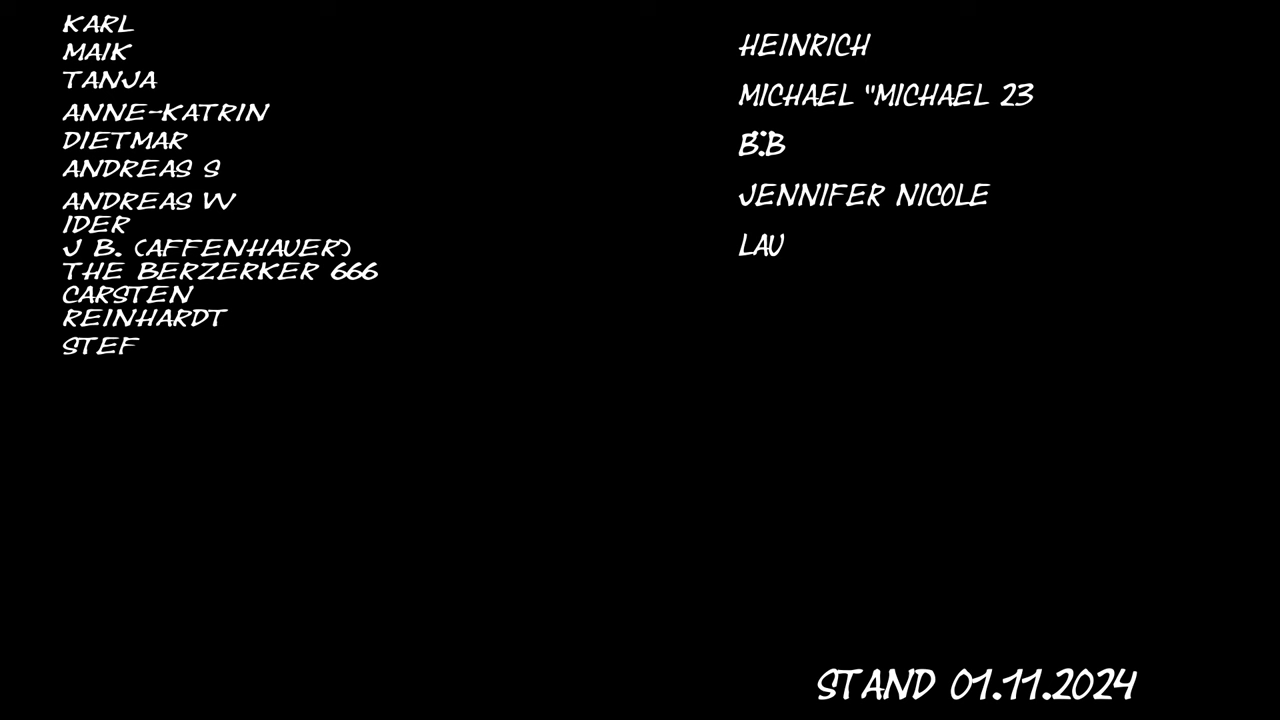 KARL
MAIK
TANJA
ANNE-KATRIN
DIETMAR
ANDREAS S
ANDREAS W
IDER
J B. (AFFENHAUER)
THE BERZERKER 666
CARSTEN
REINHARDT
STEF
HEINRICH
MICHAEL "MICHAEL 23
B.B
JENNIFER NICOLE
LAU
STAND 01.11.2024